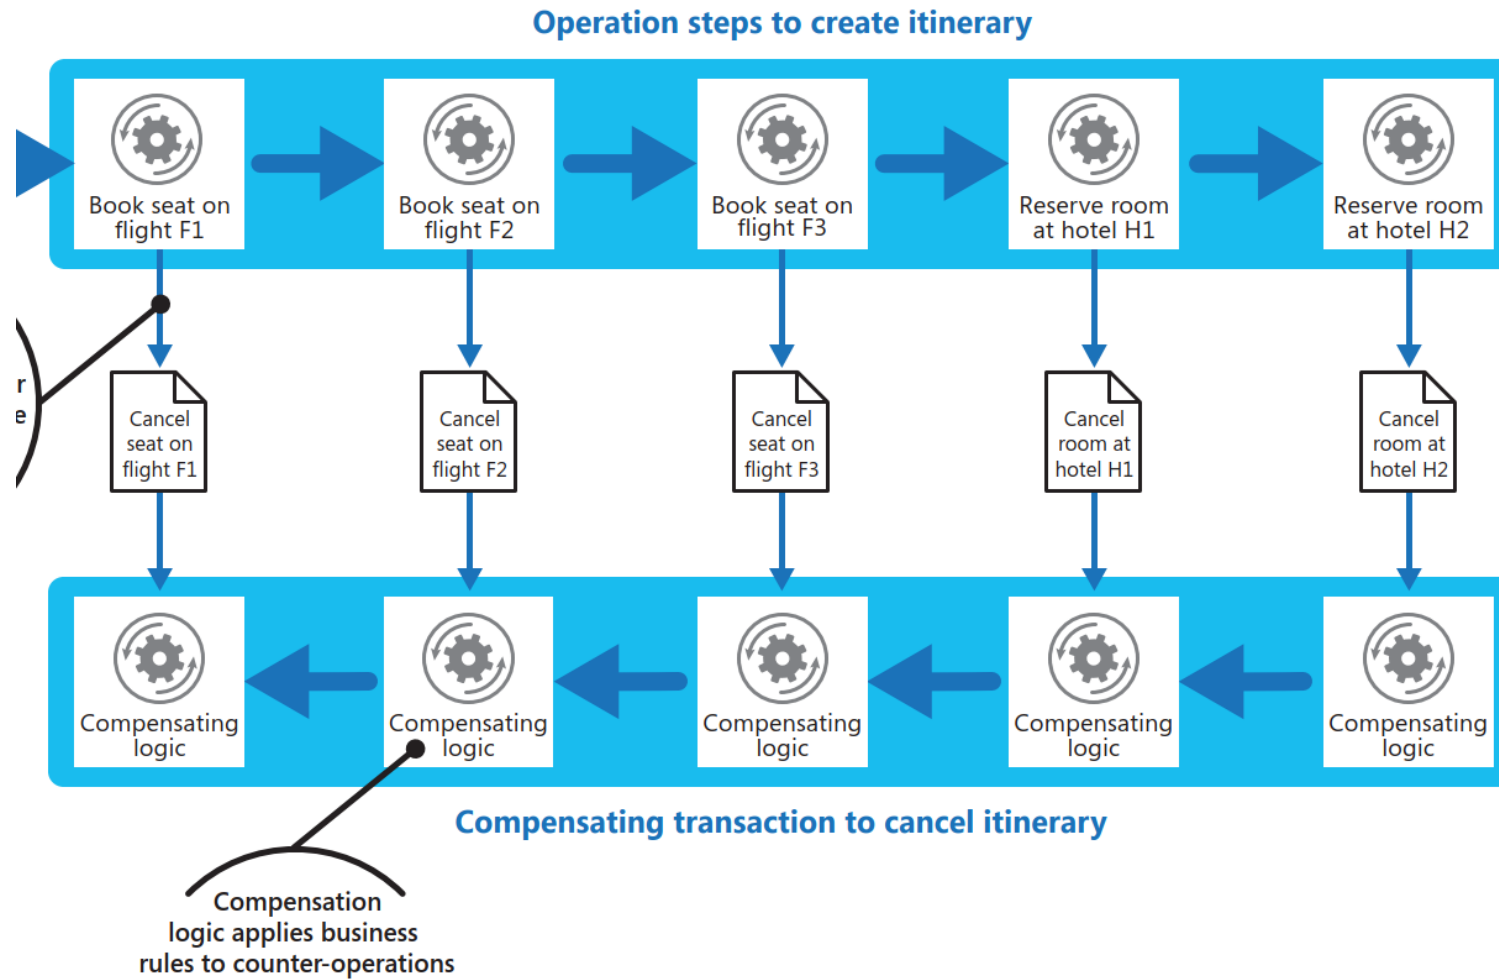 Operation steps to create itinerary
Book seat on
flight F1
Book seat on
flight F2
Book seat on
flight F3
Reserve room
at hotel H1
Reserve room
at hotel H2
r
e
Cancel
seat on
flight F1
Cancel
seat on
flight F2
Cancel
seat on
flight F3
Cancel
room at
hotel H1
Cancel
room at
hotel H2
Compensating
logic
Compensating
logic
Compensating
logic
Compensating
logic
Compensating
logic
Compensating transaction to cancel itinerary
Compensation
logic applies business
rules to counter-operations